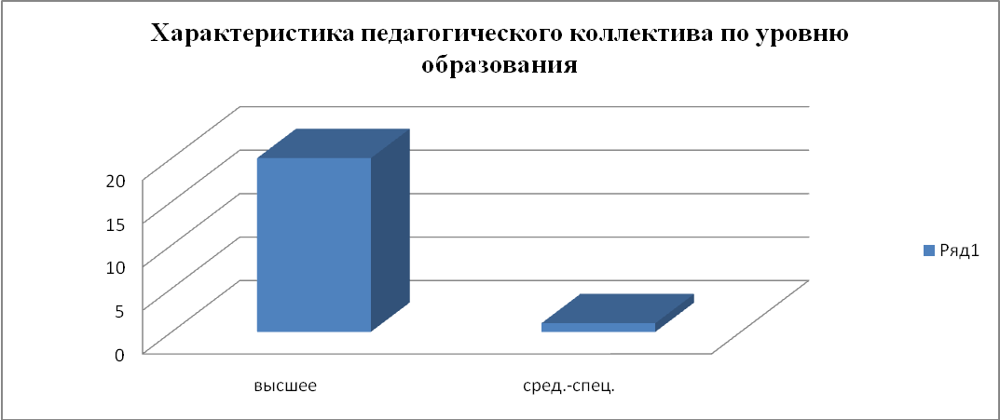 Характеристика педагогического коллектива по уровню
образования
20
15
10
5
0
высшее
сред.-спец.
Ряд1